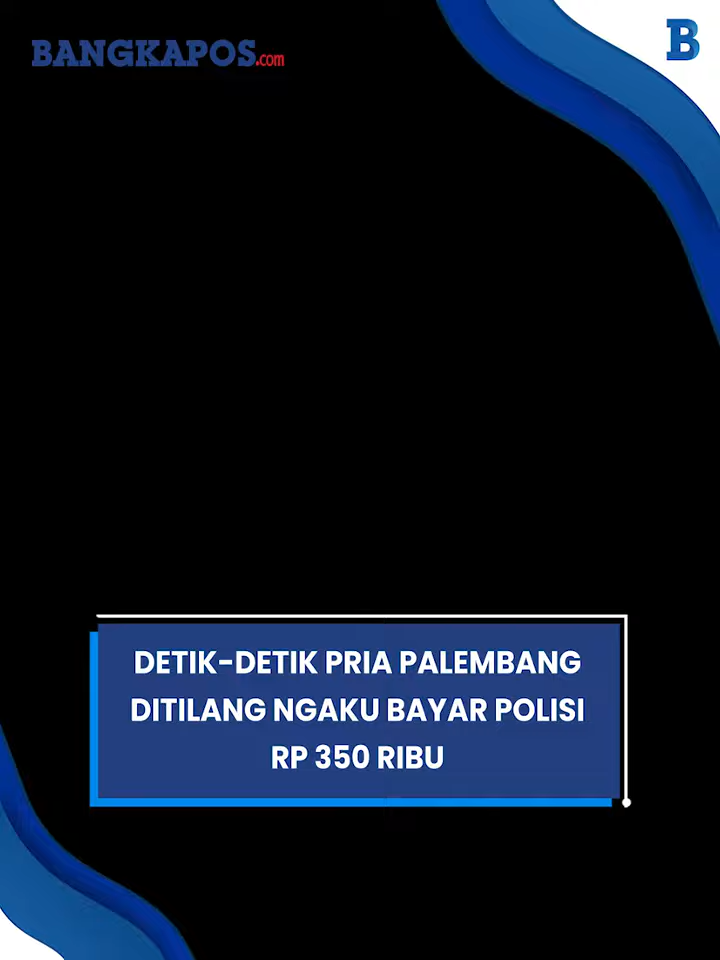 BANGKAPOS.com
B
DETIK-DETIK PRIA PALEMBANG
DITILANG NGAKU BAYAR POLISI
RP 350 RIBU